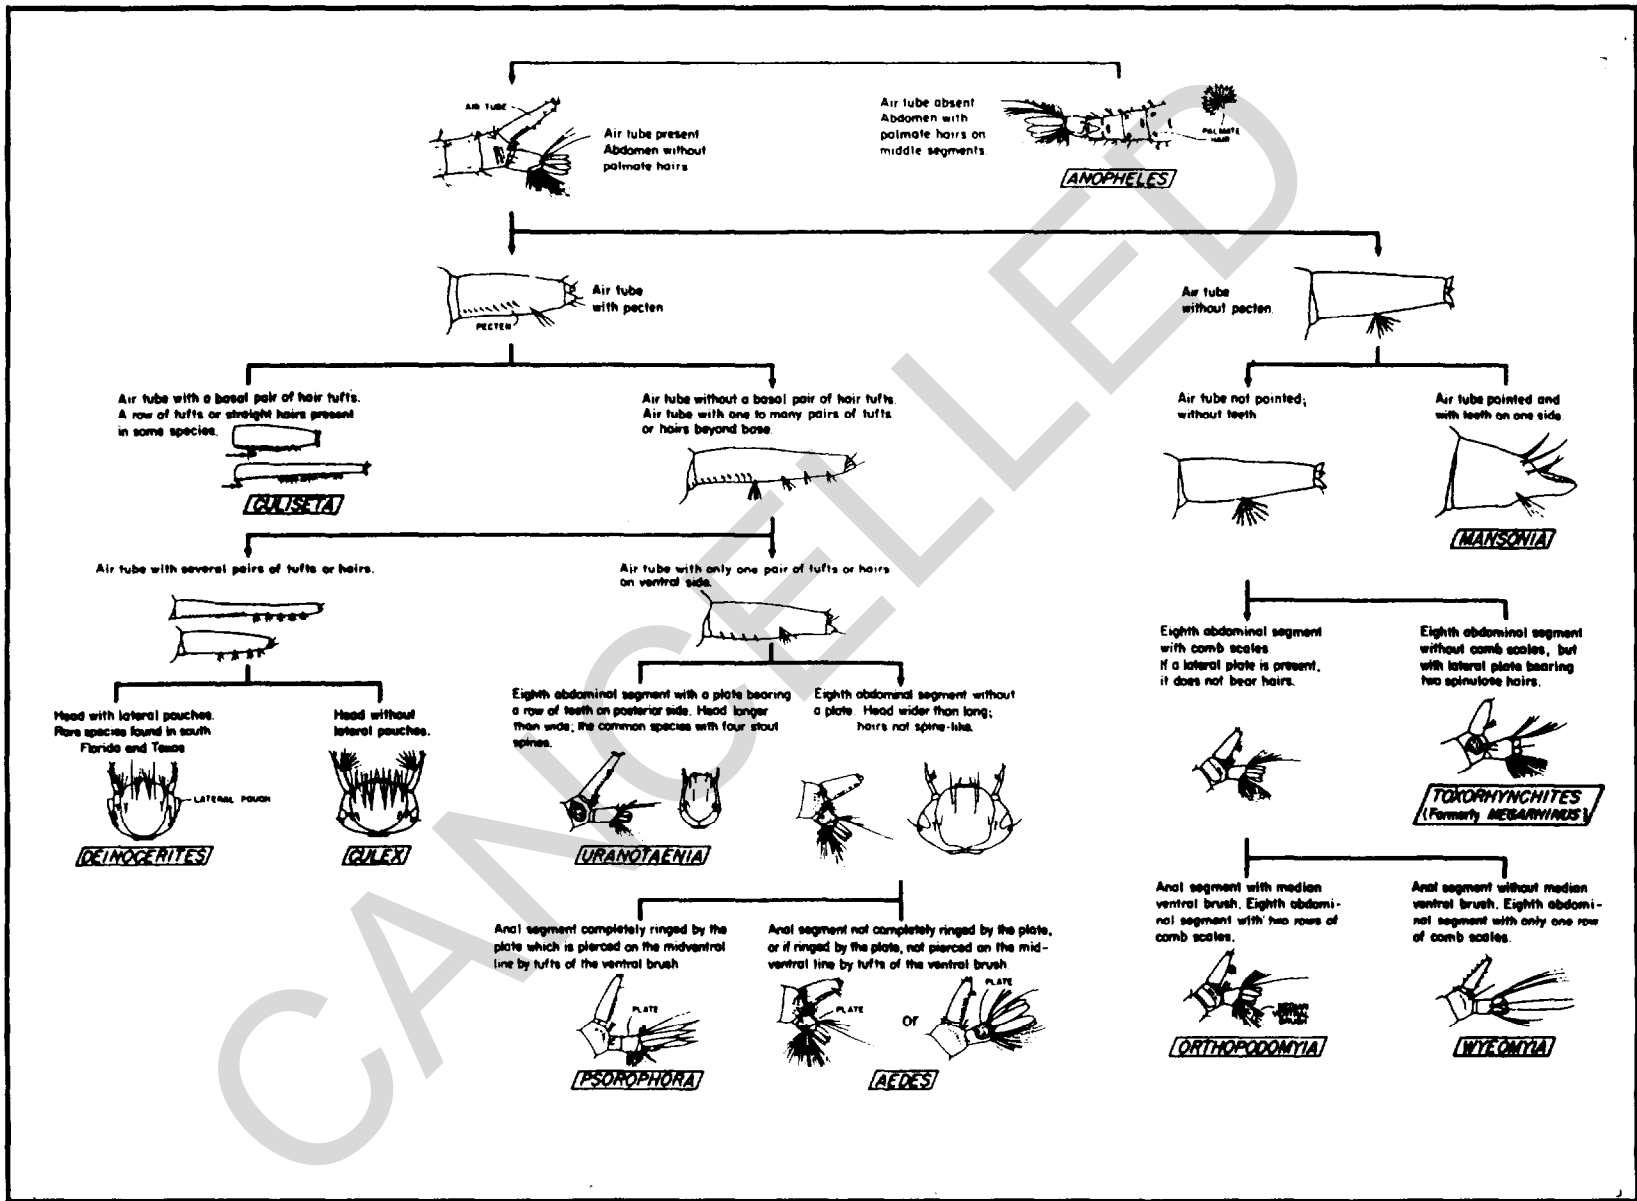 AIR TUBE
Air tube present
Abdomen without
palmate hairs
Air tube absent
Abdomen with
palmate hairs on
middle segments.
PALMATE
HAIR
ANOPHELES
Air tube
with pecten
PECTEN
Air tube
without pecten.
Air tube with a basal pair of hair tufts.
A row of tufts or straight hairs present
in some species.
CULISETA
Air tube without a basal pair of hair tufts.
Air tube with one to many pairs of tufts
or hairs beyond base.
Air tube not pointed;
without teeth
Air tube pointed and
with teeth on one side.
MANSONIA
Air tube with several pairs of tufts or hairs.
Air tube with only one pair of tufts or hairs
on ventral side.
Eighth abdominal segment
with comb scales.
If a lateral plate is present,
it does not bear hairs.
Eighth abdominal segment
without comb scales, but
with lateral plate bearing
two spinulose hairs.
TOXORHYNCHITES
(Formerly MEGARHINUS)
Head with lateral pouches.
Rare species found in south
Florida and Texas
LATERAL POUCH
DEINOCERITES
Head without
lateral pouches.
CULEX
Eighth abdominal segment with a plate bearing
a row of teeth on posterior side. Head longer
than wide; the common species with four stout
spines.
URANOTAENIA
Eighth abdominal segment without
a plate. Head wider than long;
hairs not spine-like.
Anal segment completely ringed by the
plate which is pierced on the midventral
line by tufts of the ventral brush
PLATE
PSOROPHORA
Anal segment not completely ringed by the plate,
or if ringed by the plate, not pierced on the mid-
ventral line by tufts of the ventral brush
PLATE
or
PLATE
AEDES
Anal segment with median
ventral brush. Eighth abdomi-
nal segment with two rows of
comb scales.
MEDIAN
VENTRAL
BRUSH
ORTHOPODOMYIA
Anal segment without median
ventral brush. Eighth abdomi-
nal segment with only one row
of comb scales.
WYEOMYIA
CANCELLED